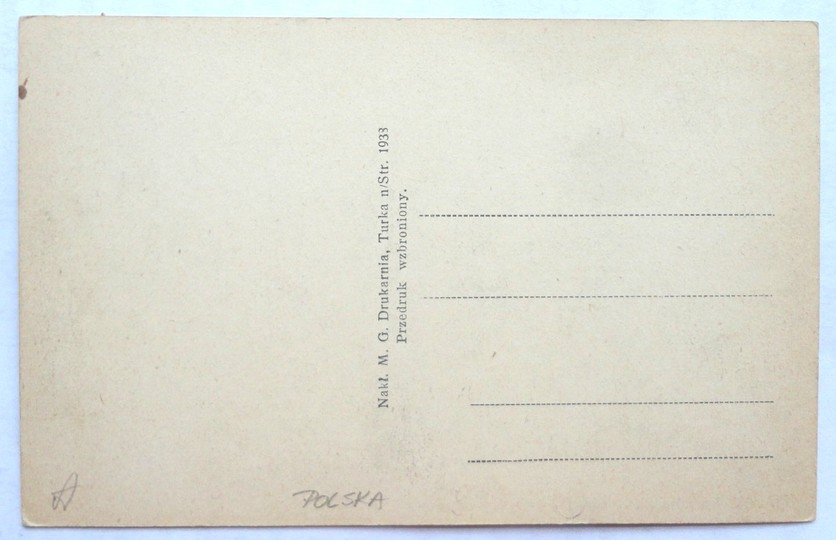 Nakł. M. G. Drukarnia, Turka n/Str. 1933
Przedruk wzbroniony.
POLSKA